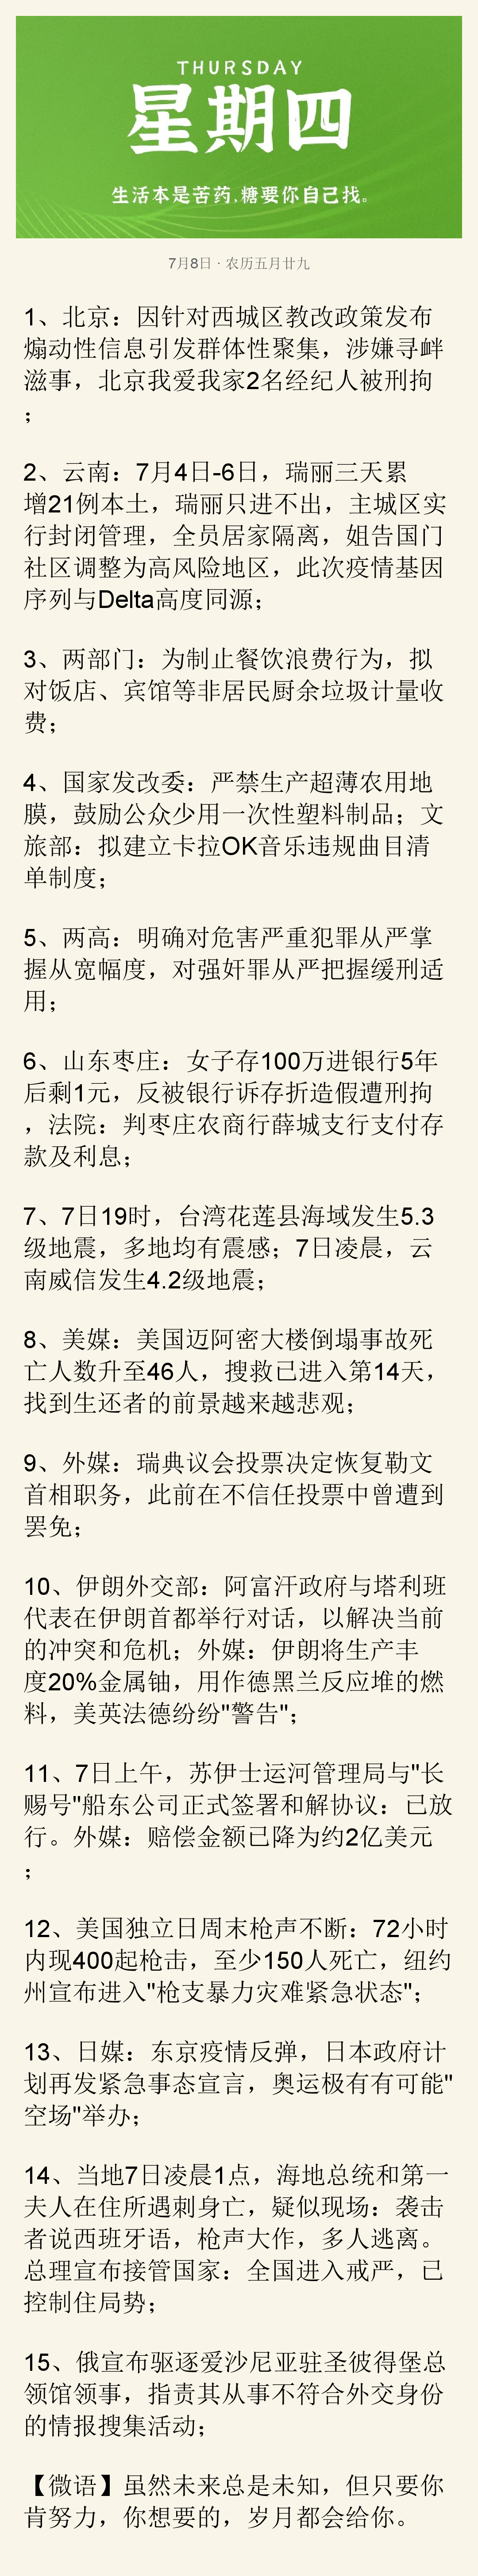 THURSDAY
星期四
生活本是苦药,糖要你自己找。
7月8日 · 农历五月廿九
1、北京：因针对西城区教改政策发布
煽动性信息引发群体性聚集，涉嫌寻衅
滋事，北京我爱我家2名经纪人被刑拘
；
2、云南：7月4日-6日，瑞丽三天累
增21例本土，瑞丽只进不出，主城区实
行封闭管理，全员居家隔离，姐告国门
社区调整为高风险地区，此次疫情基因
序列与Delta高度同源；
3、两部门：为制止餐饮浪费行为，拟
对饭店、宾馆等非居民厨余垃圾计量收
费；
4、国家发改委：严禁生产超薄农用地
膜，鼓励公众少用一次性塑料制品；文
旅部：拟建立卡拉OK音乐违规曲目清
单制度；
5、两高：明确对危害严重犯罪从严掌
握从宽幅度，对强奸罪从严把握缓刑适
用；
6、山东枣庄：女子存100万进银行5年
后剩1元，反被银行诉存折造假遭刑拘
，法院：判枣庄农商行薛城支行支付存
款及利息；
7、7日19时，台湾花莲县海域发生5.3
级地震，多地均有震感；7日凌晨，云
南威信发生4.2级地震；
8、美媒：美国迈阿密大楼倒塌事故死
亡人数升至46人，搜救已进入第14天，
找到生还者的前景越来越悲观；
9、外媒：瑞典议会投票决定恢复勒文
首相职务，此前在不信任投票中曾遭到
罢免；
10、伊朗外交部：阿富汗政府与塔利班
代表在伊朗首都举行对话，以解决当前
的冲突和危机；外媒：伊朗将生产丰
度20%金属铀，用作德黑兰反应堆的燃
料，美英法德纷纷"警告"；
11、7日上午，苏伊士运河管理局与"长
赐号"船东公司正式签署和解协议：已放
行。外媒：赔偿金额已降为约2亿美元
；
12、美国独立日周末枪声不断：72小时
内现400起枪击，至少150人死亡，纽约
州宣布进入"枪支暴力灾难紧急状态"；
13、日媒：东京疫情反弹，日本政府计
划再发紧急事态宣言，奥运极有有可能"
空场"举办；
14、当地7日凌晨1点，海地总统和第一
夫人在住所遇刺身亡，疑似现场：袭击
者说西班牙语，枪声大作，多人逃离。
总理宣布接管国家：全国进入戒严，已
控制住局势；
15、俄宣布驱逐爱沙尼亚驻圣彼得堡总
领馆领事，指责其从事不符合外交身份
的情报搜集活动；
【微语】虽然未来总是未知，但只要你
肯努力，你想要的，岁月都会给你。